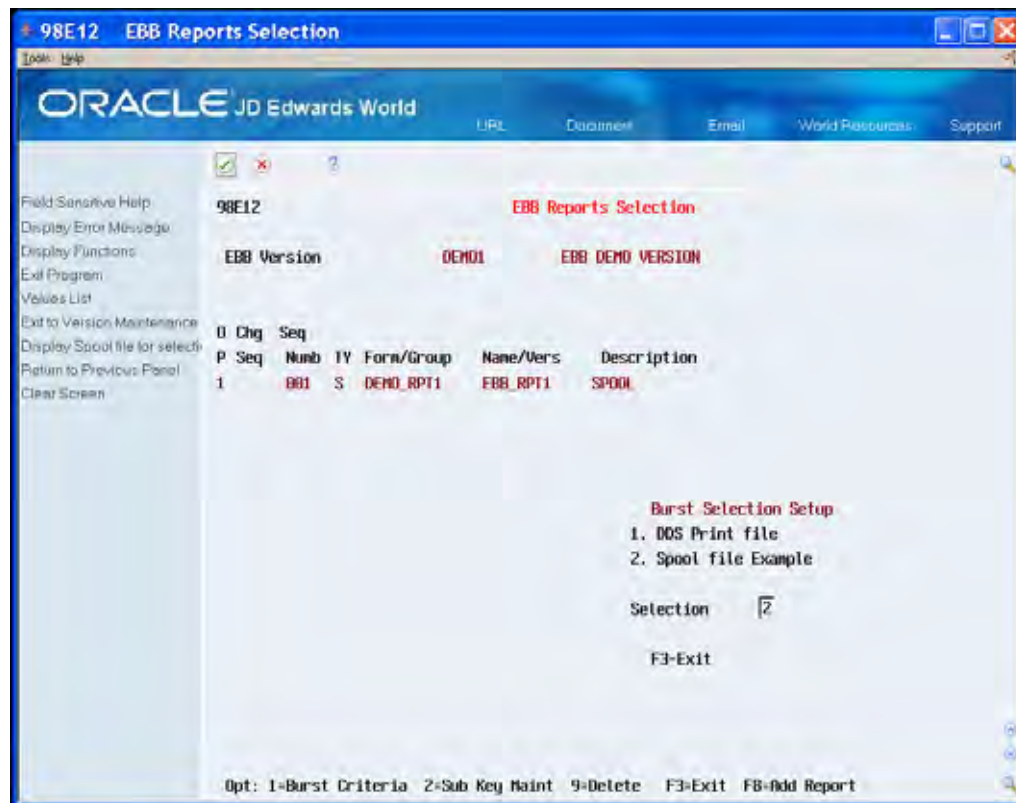 98E12 EBB Reports Selection
Tools Help
ORACLE JD Edwards World
URL Document Email World Resources Support
?
Field Sensitive Help
Display Error Message
Display Functions
Exit Program
Values List
Exit to Version Maintenance
Display Spool file for selecti
Return to Previous Panel
Clear Screen
98E12 EBB Reports Selection
EBB Version DEMO1 EBB DEMO VERSION
O Chg Seq
P Seq Numb TY Form/Group Name/Vers Description
1 001 S DEMO_RPT1 EBB_RPT1 SPOOL
Burst Selection Setup
1. DDS Print file
2. Spool file Example
Selection 2
F3=Exit
Opt: 1=Burst Criteria 2=Sub Key Maint 9=Delete F3=Exit F8=Add Report